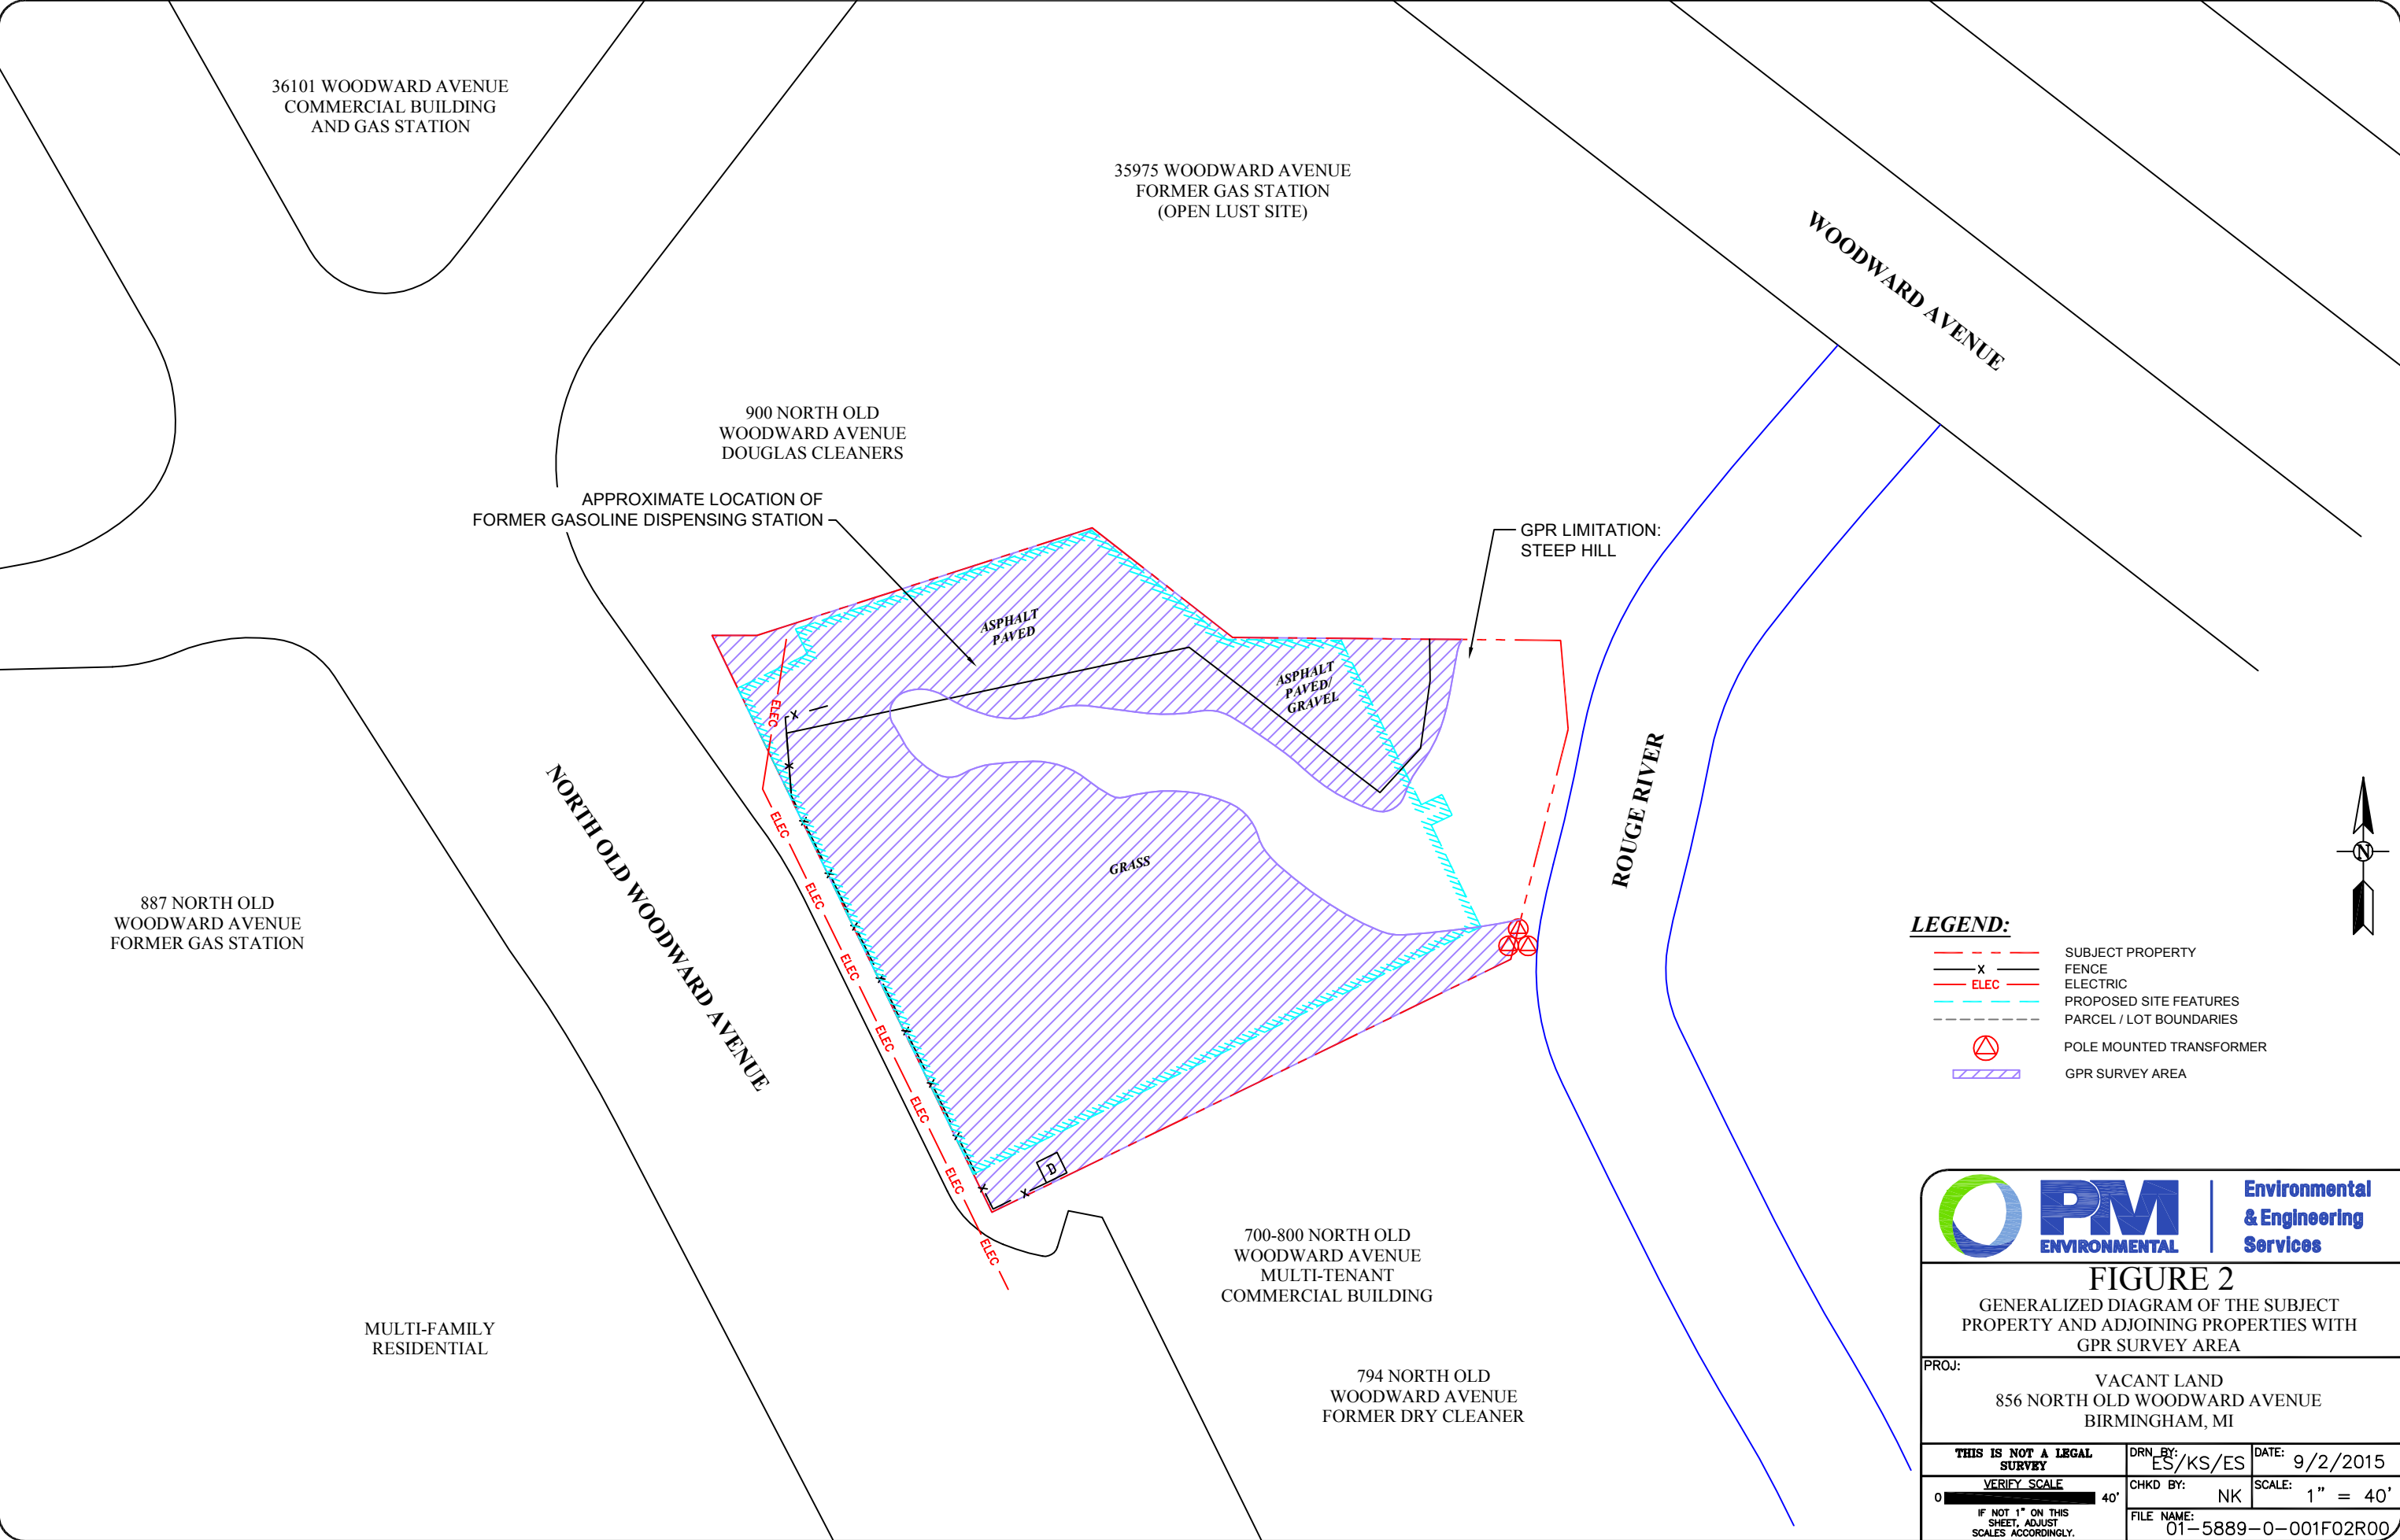 36101 WOODWARD AVENUE
COMMERCIAL BUILDING
AND GAS STATION
35975 WOODWARD AVENUE
FORMER GAS STATION
(OPEN LUST SITE)
WOODWARD AVENUE
900 NORTH OLD
WOODWARD AVENUE
DOUGLAS CLEANERS
APPROXIMATE LOCATION OF
FORMER GASOLINE DISPENSING STATION
GPR LIMITATION:
STEEP HILL
ASPHALT
PAVED
ASPHALT
PAVED/
GRAVEL
GRASS
ELEC
ELEC
ELEC
ELEC
ELEC
ELEC
ELEC
ELEC
X
X
X
X
X
X
X
X
X
X
X
D
NORTH OLD WOODWARD AVENUE
ROUGE RIVER
887 NORTH OLD
WOODWARD AVENUE
FORMER GAS STATION
MULTI-FAMILY
RESIDENTIAL
700-800 NORTH OLD
WOODWARD AVENUE
MULTI-TENANT
COMMERCIAL BUILDING
794 NORTH OLD
WOODWARD AVENUE
FORMER DRY CLEANER
N
LEGEND:
SUBJECT PROPERTY
X FENCE
ELEC ELECTRIC
PROPOSED SITE FEATURES
PARCEL / LOT BOUNDARIES
POLE MOUNTED TRANSFORMER
GPR SURVEY AREA
PM
ENVIRONMENTAL
Environmental
& Engineering
Services
FIGURE 2
GENERALIZED DIAGRAM OF THE SUBJECT
PROPERTY AND ADJOINING PROPERTIES WITH
GPR SURVEY AREA
PROJ:
VACANT LAND
856 NORTH OLD WOODWARD AVENUE
BIRMINGHAM, MI
THIS IS NOT A LEGAL
SURVEY
VERIFY SCALE
0 40'
IF NOT 1" ON THIS
SHEET, ADJUST
SCALES ACCORDINGLY.
DRN BY: ES/KS/ES
DATE: 9/2/2015
CHKD BY: NK
SCALE: 1" = 40'
FILE NAME:
01-5889-0-001F02R00